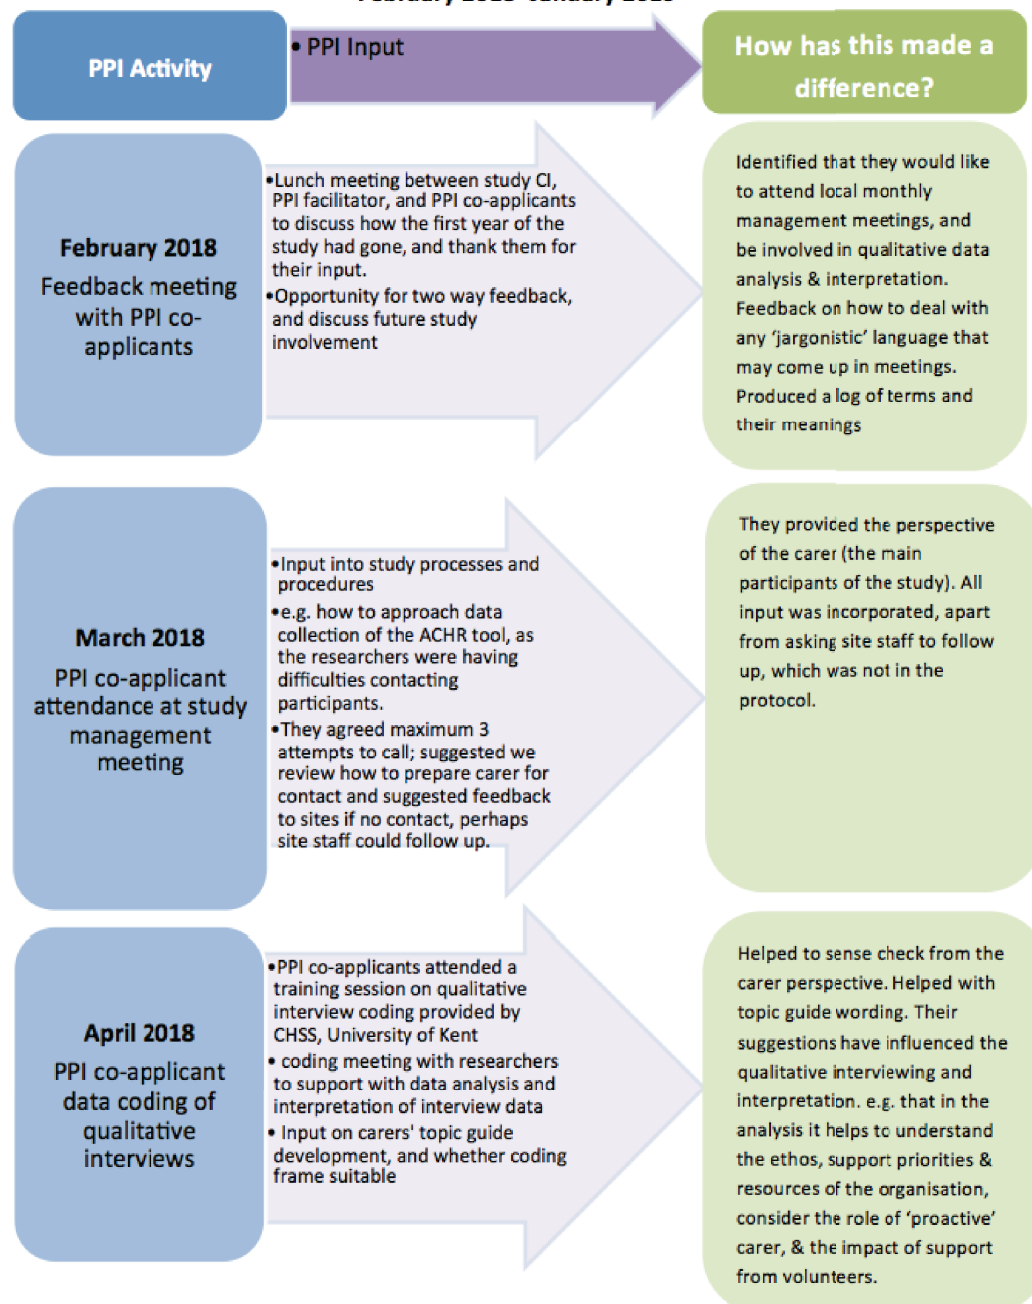 PPI Activity
• PPI Input
How has this made a
difference?
February 2018
Feedback meeting
with PPI co-
applicants
•Lunch meeting between study CI,
PPI facilitator, and PPI co-applicants
to discuss how the first year of the
study had gone, and thank them for
their input.
•Opportunity for two way feedback,
and discuss future study
involvement
Identified that they would like
to attend local monthly
management meetings, and
be involved in qualitative data
analysis & interpretation.
Feedback on how to deal with
any ‘jargonistic’ language that
may come up in meetings.
Produced a log of terms and
their meanings
March 2018
PPI co-applicant
attendance at study
management
meeting
•Input into study processes and
procedures
•e.g. how to approach data
collection of the ACHR tool, as
the researchers were having
difficulties contacting
participants.
•They agreed maximum 3
attempts to call; suggested we
review how to prepare carer for
contact and suggested feedback
to sites if no contact, perhaps
site staff could follow up.
They provided the perspective
of the carer (the main
participants of the study). All
input was incorporated, apart
from asking site staff to follow
up, which was not in the
protocol.
April 2018
PPI co-applicant
data coding of
qualitative
interviews
•PPI co-applicants attended a
training session on qualitative
interview coding provided by
CHSS, University of Kent
• coding meeting with researchers
to support with data analysis and
interpretation of interview data
• Input on carers' topic guide
development, and whether coding
frame suitable
Helped to sense check from the
carer perspective. Helped with
topic guide wording. Their
suggestions have influenced the
qualitative interviewing and
interpretation. e.g. that in the
analysis it helps to understand
the ethos, support priorities &
resources of the organisation,
consider the role of ‘proactive’
carer, & the impact of support
from volunteers.